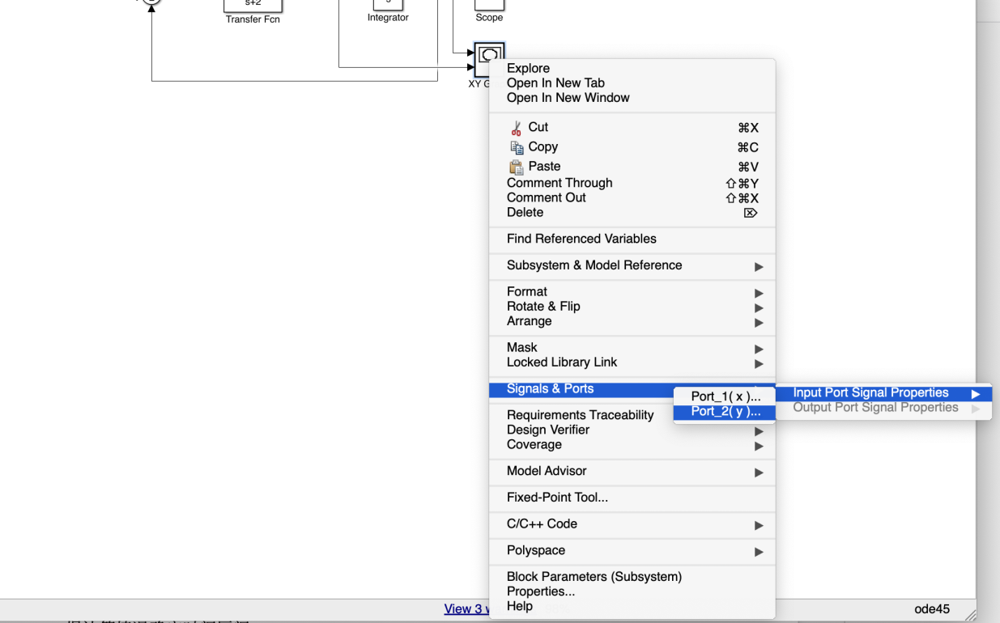 s+2
Transfer Fcn
Integrator
Scope
XY G
Explore
Open In New Tab
Open In New Window
Cut ⌘X
Copy ⌘C
Paste ⌘V
Comment Through ⇧⌘Y
Comment Out ⇧⌘X
Delete ⌦
Find Referenced Variables
Subsystem & Model Reference
Format
Rotate & Flip
Arrange
Mask
Locked Library Link
Signals & Ports
Input Port Signal Properties
Output Port Signal Properties
Port_1( x )...
Port_2( y )...
Requirements Traceability
Design Verifier
Coverage
Model Advisor
Fixed-Point Tool...
C/C++ Code
Polyspace
Block Parameters (Subsystem)
Properties...
Help
View 3
ode45